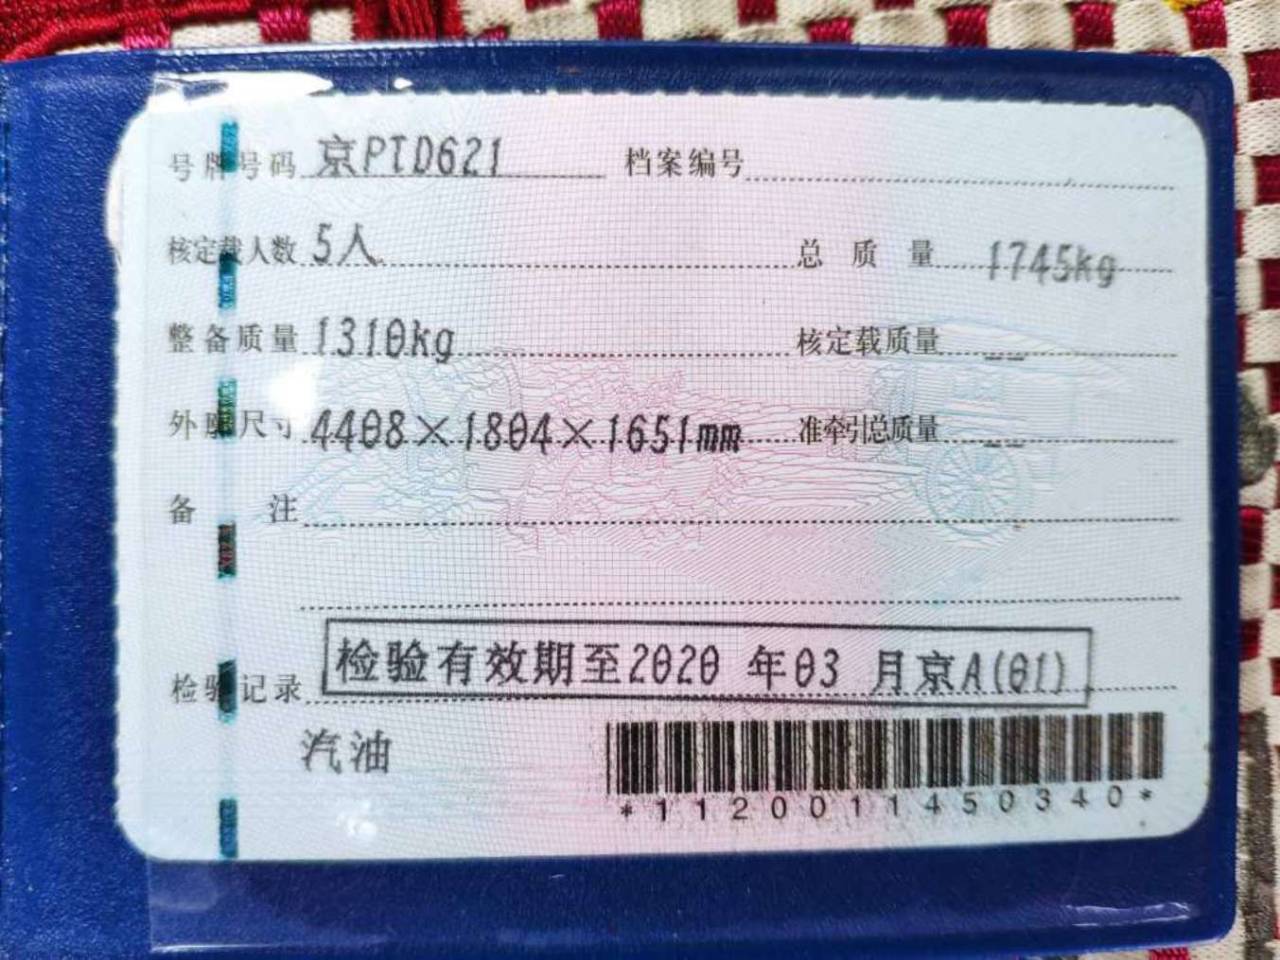 号牌号码 京PTD621 档案编号
核定载人数 5人 总质量 1745kg
整备质量 1310kg 核定载质量 --
外廓尺寸 4408×1804×1651mm 准牵引总质量 --
备注
检验记录 检验有效期至2020年03月京A(01)
汽油
*1120011450340*